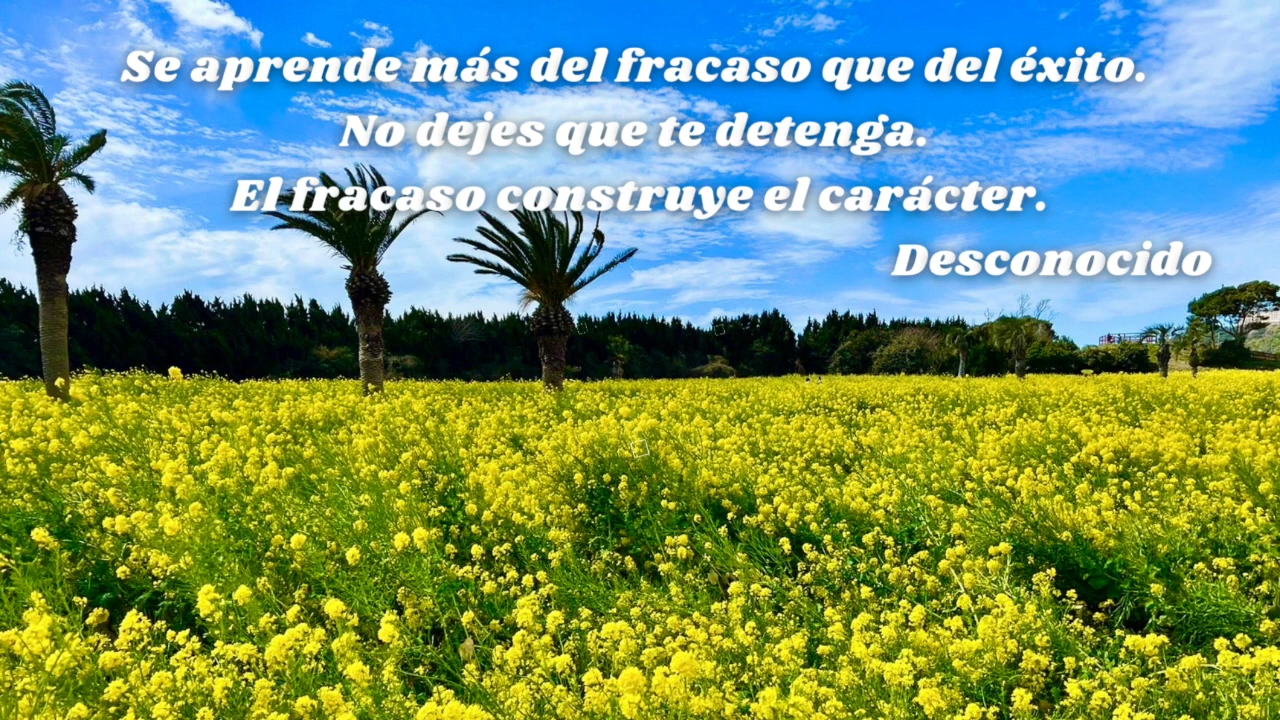 Se aprende más del fracaso que del éxito.
No dejes que te detenga.
El fracaso construye el carácter.
Desconocido